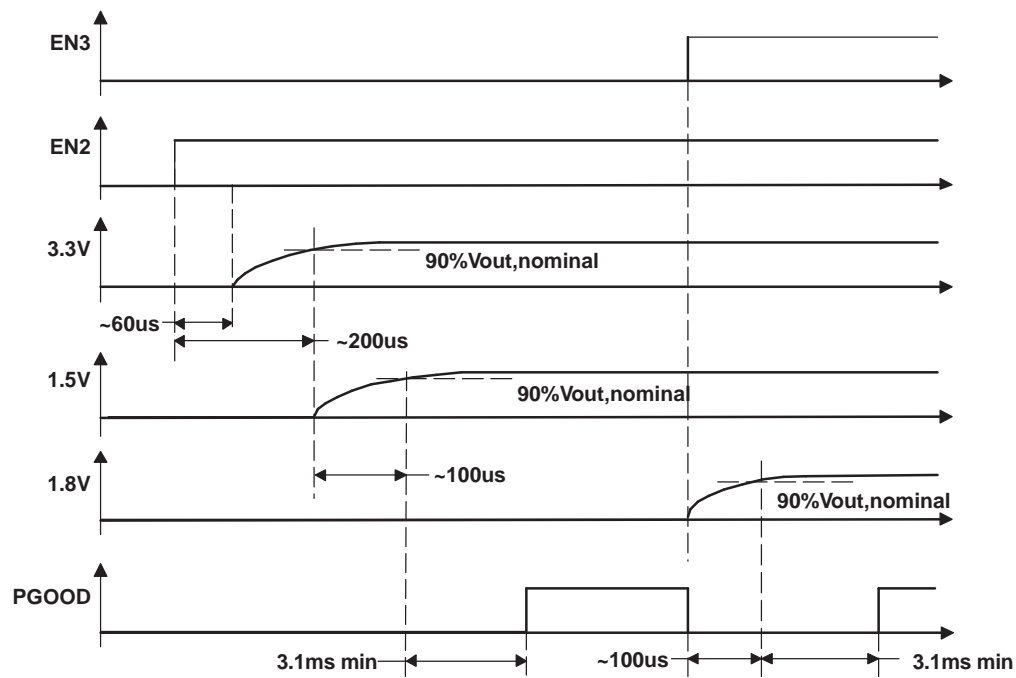 EN3
EN2
3.3V
90%Vout,nominal
~60us
~200us
1.5V
90%Vout,nominal
~100us
1.8V
90%Vout,nominal
PGOOD
3.1ms min
~100us
3.1ms min